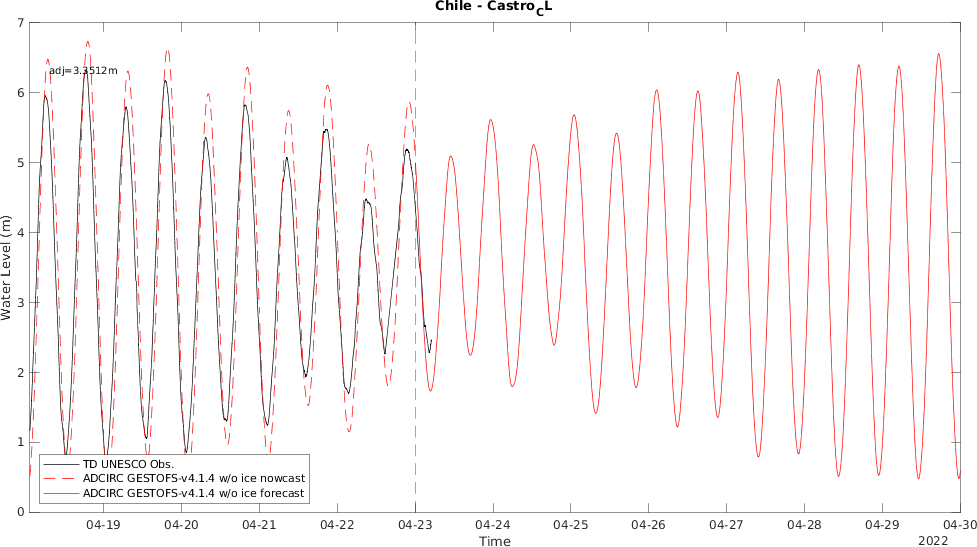 Chile - Castro_CL
7
6
5
4
3
2
1
0
Water Level (m)
adj=3.3512m
TD UNESCO Obs.
ADCIRC GESTOFS-v4.1.4 w/o ice nowcast
ADCIRC GESTOFS-v4.1.4 w/o ice forecast
04-19 04-20 04-21 04-22 04-23 04-24 04-25 04-26 04-27 04-28 04-29 04-30
Time
2022